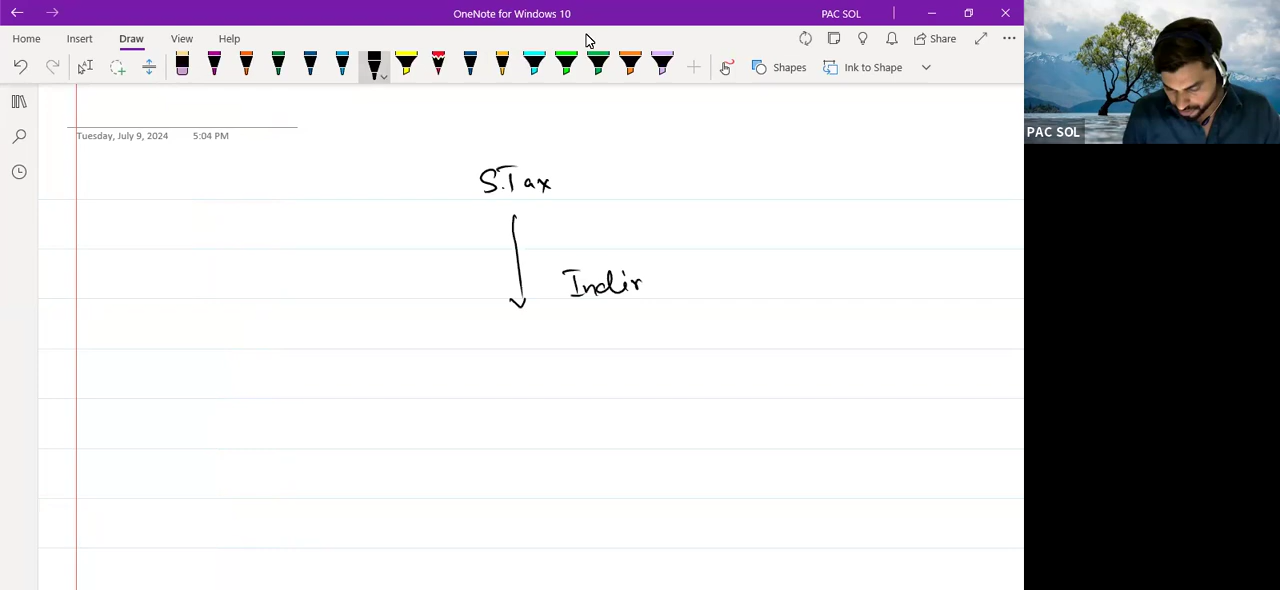 OneNote for Windows 10
PAC SOL
Home
Insert
Draw
View
Help
Share
Shapes
Ink to Shape
PAC SOL
Tuesday, July 9, 2024
5:04 PM
S.Tax
Indir